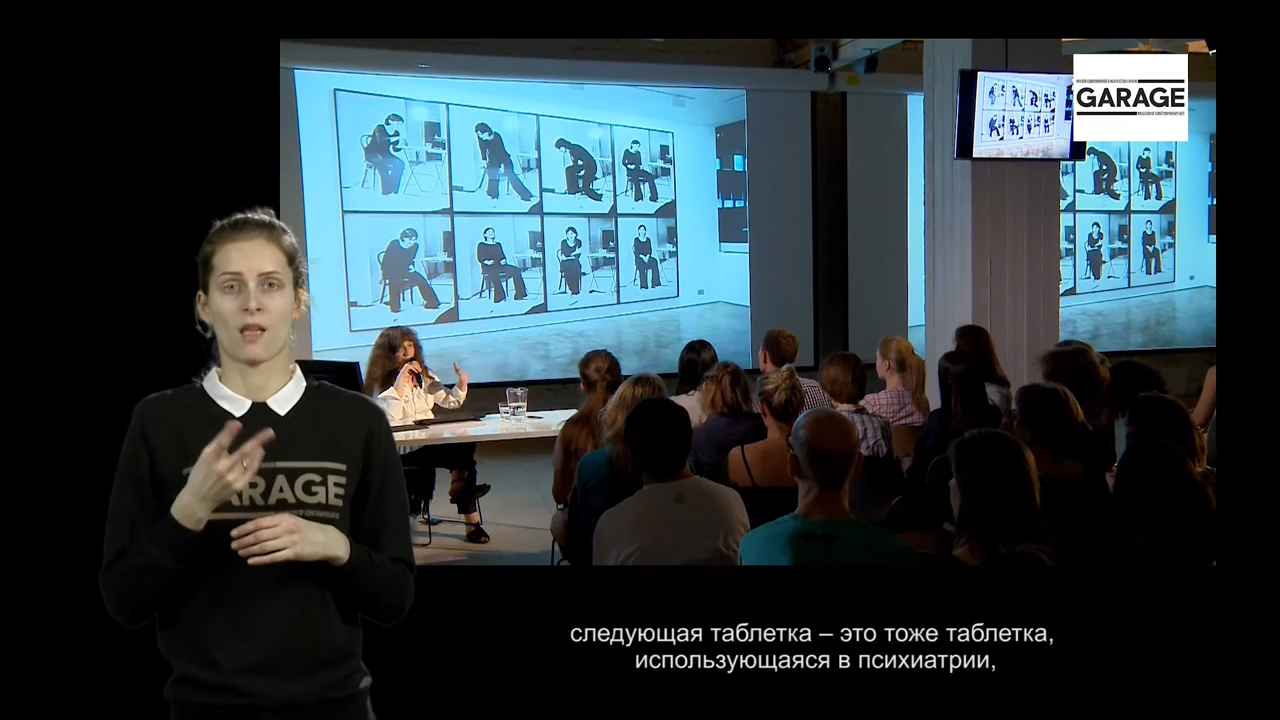 GARAGE
ARAGE
следующая таблетка – это тоже таблетка,
использующаяся в психиатрии,